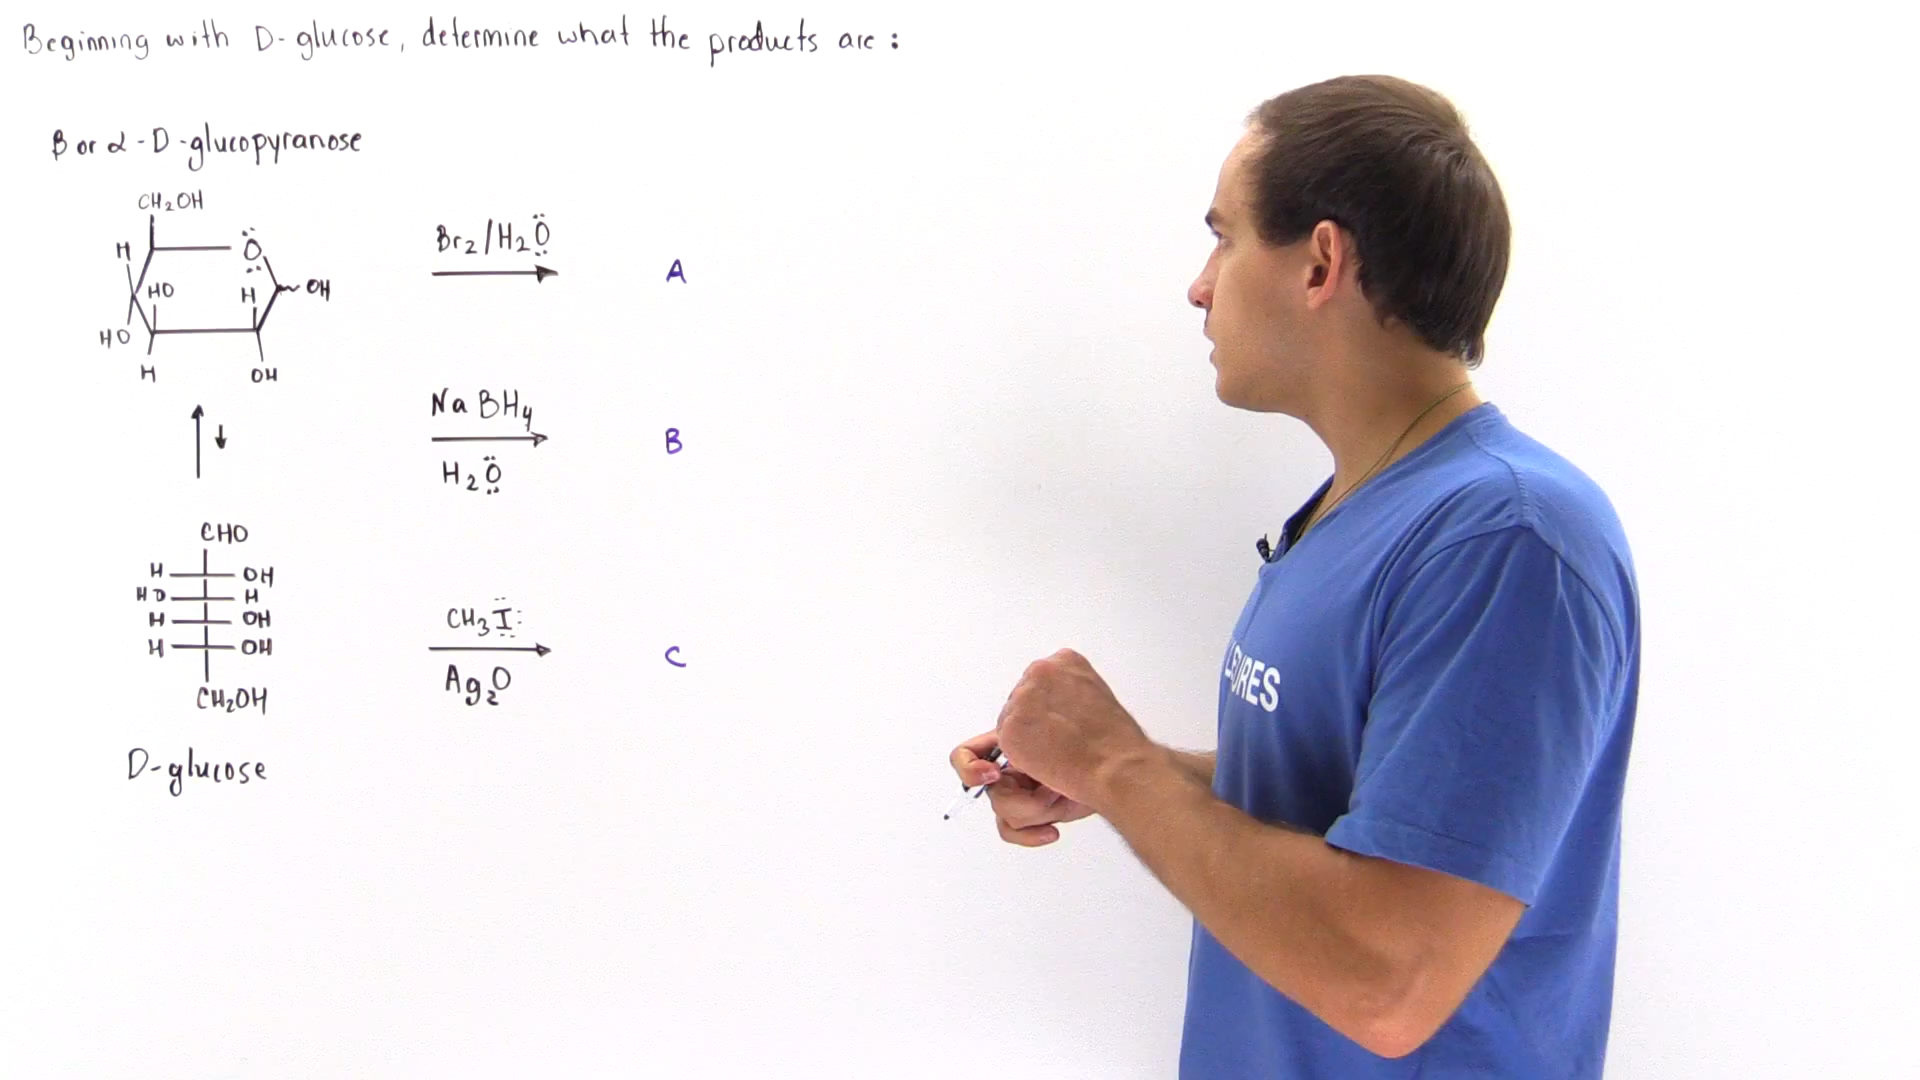 Beginning with D-glucose, determine what the products are:
β or α-D-glucopyranose
CH₂OH
H O
HO H OH
HO
H OH
Br₂/H₂O
A
NaBH₄
H₂O
B
CHO
H OH
HO H
H OH
H OH
CH₂OH
D-glucose
CH₃I
Ag₂O
C
URES